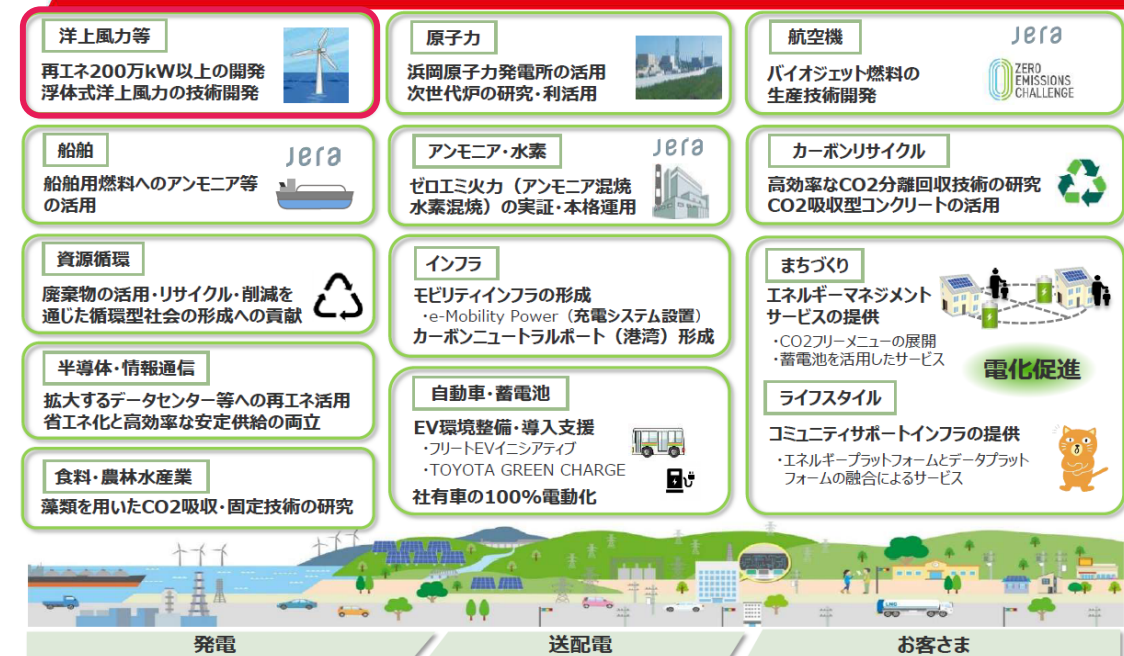 洋上風力等
再エネ200万kW以上の開発
浮体式洋上風力の技術開発
原子力
浜岡原子力発電所の活用
次世代炉の研究・利活用
航空機
Jera
バイオジェット燃料の
生産技術開発
ZERO
EMISSIONS
CHALLENGE
船舶
Jera
船舶用燃料へのアンモニア等
の活用
アンモニア・水素
Jera
ゼロエミ火力（アンモニア混焼
水素混焼）の実証・本格運用
カーボンリサイクル
高効率なCO2分離回収技術の研究
CO2吸収型コンクリートの活用
資源循環
廃棄物の活用・リサイクル・削減を
通じた循環型社会の形成への貢献
インフラ
モビリティインフラの形成
・e-Mobility Power（充電システム設置）
カーボンニュートラルポート（港湾）形成
まちづくり
エネルギーマネジメント
サービスの提供
・CO2フリーメニューの展開
・蓄電池を活用したサービス
電化促進
半導体・情報通信
拡大するデータセンター等への再エネ活用
省エネ化と高効率な安定供給の両立
自動車・蓄電池
EV環境整備・導入支援
・フリートEVイニシアティブ
・TOYOTA GREEN CHARGE
社有車の100％電動化
ライフスタイル
コミュニティサポートインフラの提供
・エネルギープラットフォームとデータプラット
フォームの融合によるサービス
食料・農林水産業
藻類を用いたCO2吸収・固定技術の研究
LNG
発電
送配電
お客さま